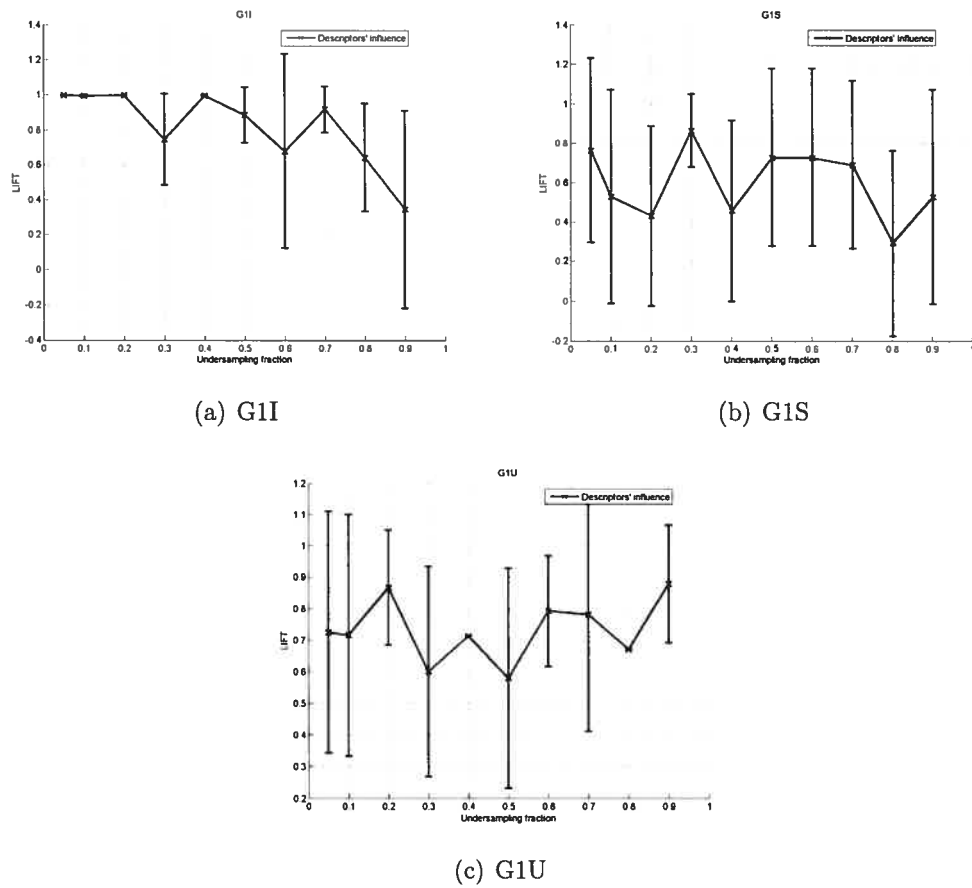 G1I
Descriptors' influence
LIFT
1.4
1.2
1
0.8
0.6
0.4
0.2
0
-0.2
-0.4
0 0.1 0.2 0.3 0.4 0.5 0.6 0.7 0.8 0.9 1
Undersampling fraction
(a) G1I
G1S
Descriptors' influence
LIFT
1.4
1.2
1
0.8
0.6
0.4
0.2
0
-0.2
0 0.1 0.2 0.3 0.4 0.5 0.6 0.7 0.8 0.9
Undersampling fraction
(b) G1S
G1U
Descriptors' influence
LIFT
1.2
1.1
1
0.9
0.8
0.7
0.6
0.5
0.4
0.3
0.2
0 0.1 0.2 0.3 0.4 0.5 0.6 0.7 0.8 0.9 1
Undersampling fraction
(c) G1U